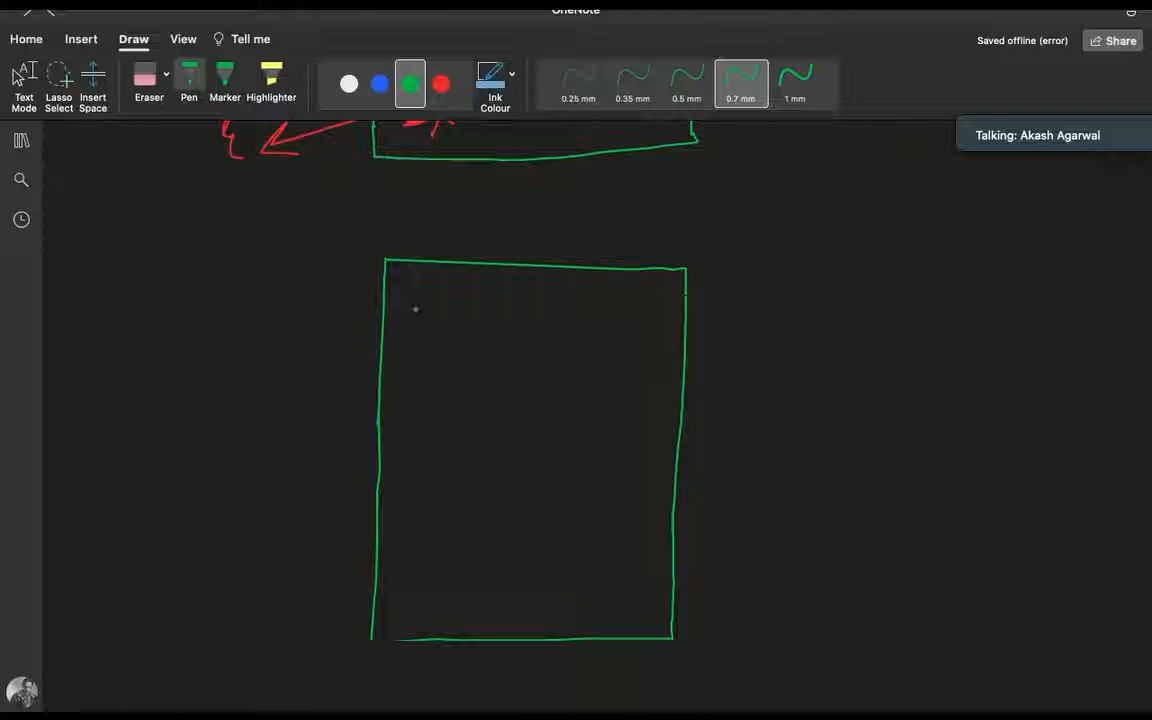 OneNote
Home Insert Draw View Tell me
Saved offline (error) Share
Text Mode
Lasso Select
Insert Space
Eraser
Pen
Marker
Highlighter
Ink Colour
0.25 mm 0.35 mm 0.5 mm 0.7 mm 1 mm
Talking: Akash Agarwal